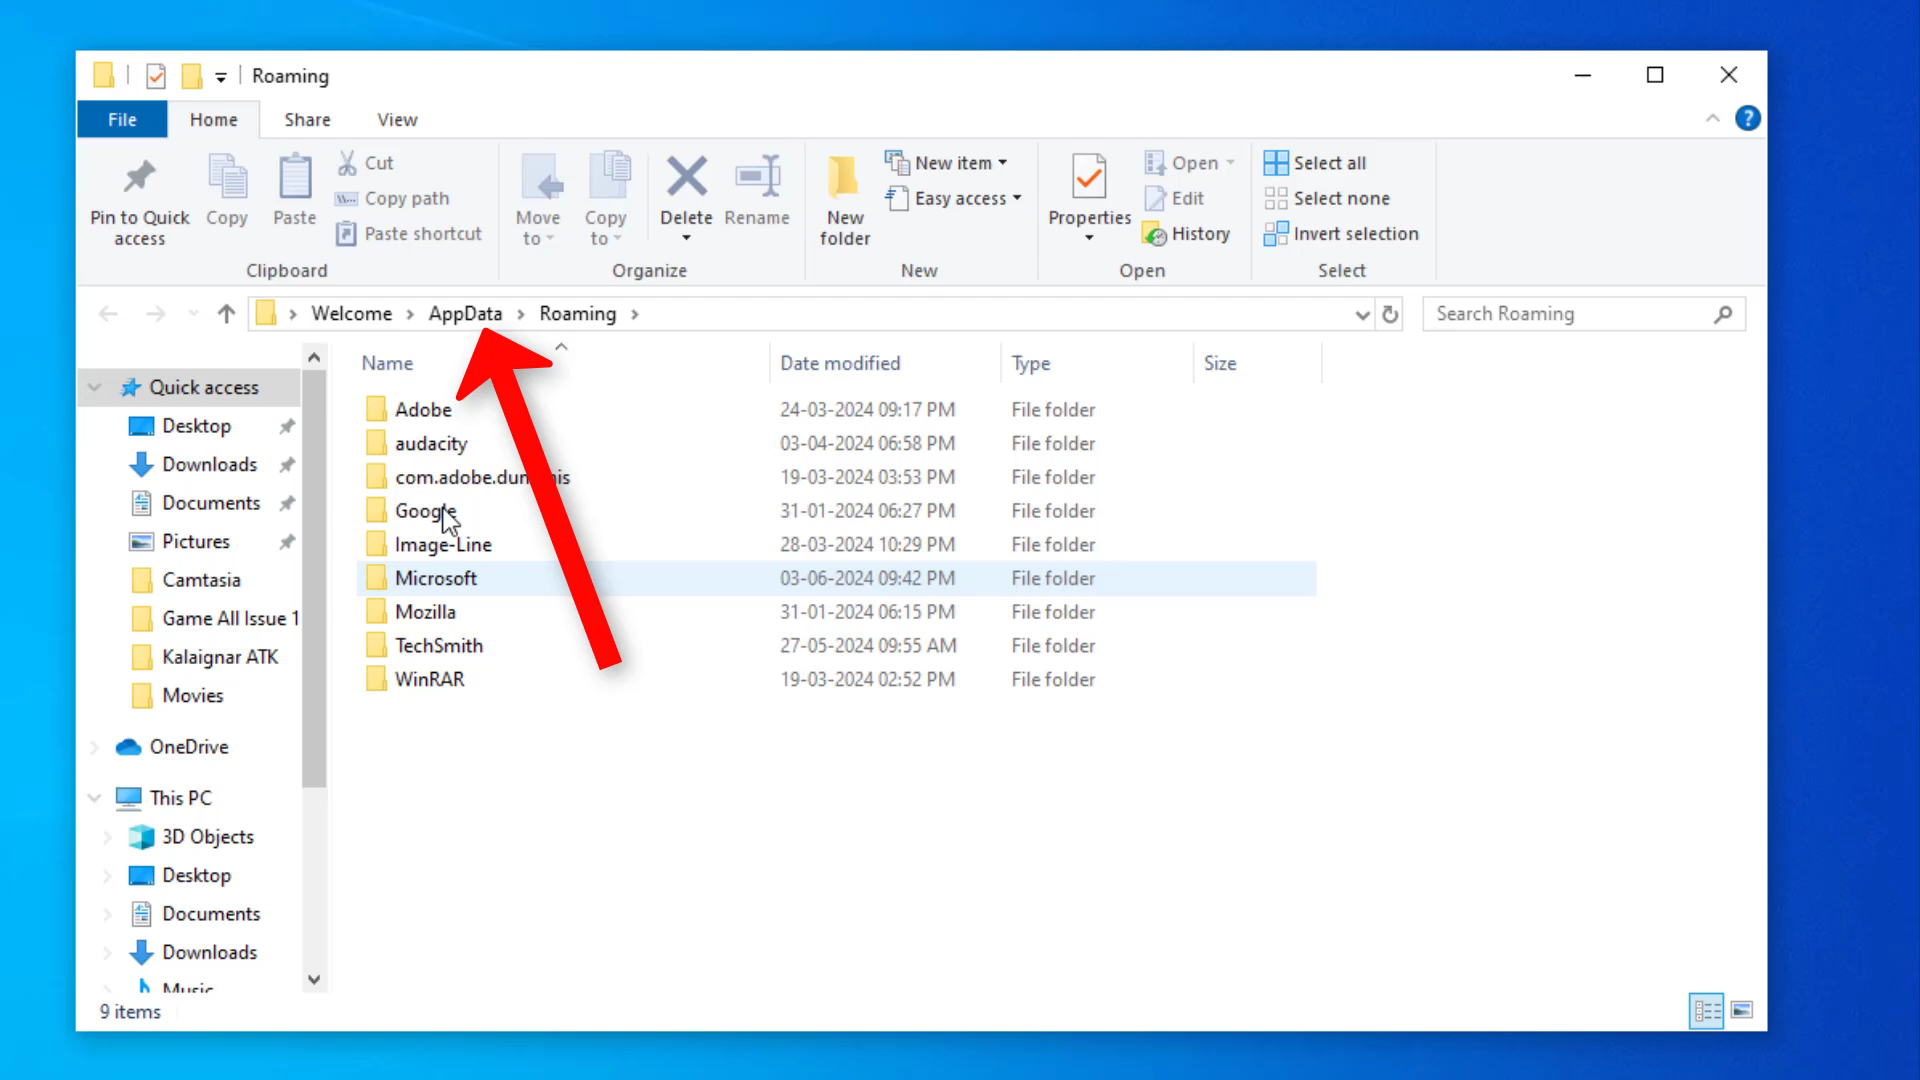 Roaming
File Home Share View
Pin to Quick access
Copy
Paste
Cut
Copy path
Paste shortcut
Clipboard
Move to
Copy to
Delete
Rename
Organize
New folder
New item
Easy access
New
Properties
Open
Edit
History
Open
Select all
Select none
Invert selection
Select
Welcome > AppData > Roaming >
Search Roaming
Quick access
Desktop
Downloads
Documents
Pictures
Camtasia
Game All Issue 1
Kalaignar ATK
Movies
OneDrive
This PC
3D Objects
Desktop
Documents
Downloads
Music
Name Date modified Type Size
Adobe 24-03-2024 09:17 PM File folder
audacity 03-04-2024 06:58 PM File folder
19-03-2024 03:53 PM File folder
Google 31-01-2024 06:27 PM File folder
Image-Line 28-03-2024 10:29 PM File folder
Microsoft 03-06-2024 09:42 PM File folder
Mozilla 31-01-2024 06:15 PM File folder
TechSmith 27-05-2024 09:55 AM File folder
WinRAR 19-03-2024 02:52 PM File folder
9 items